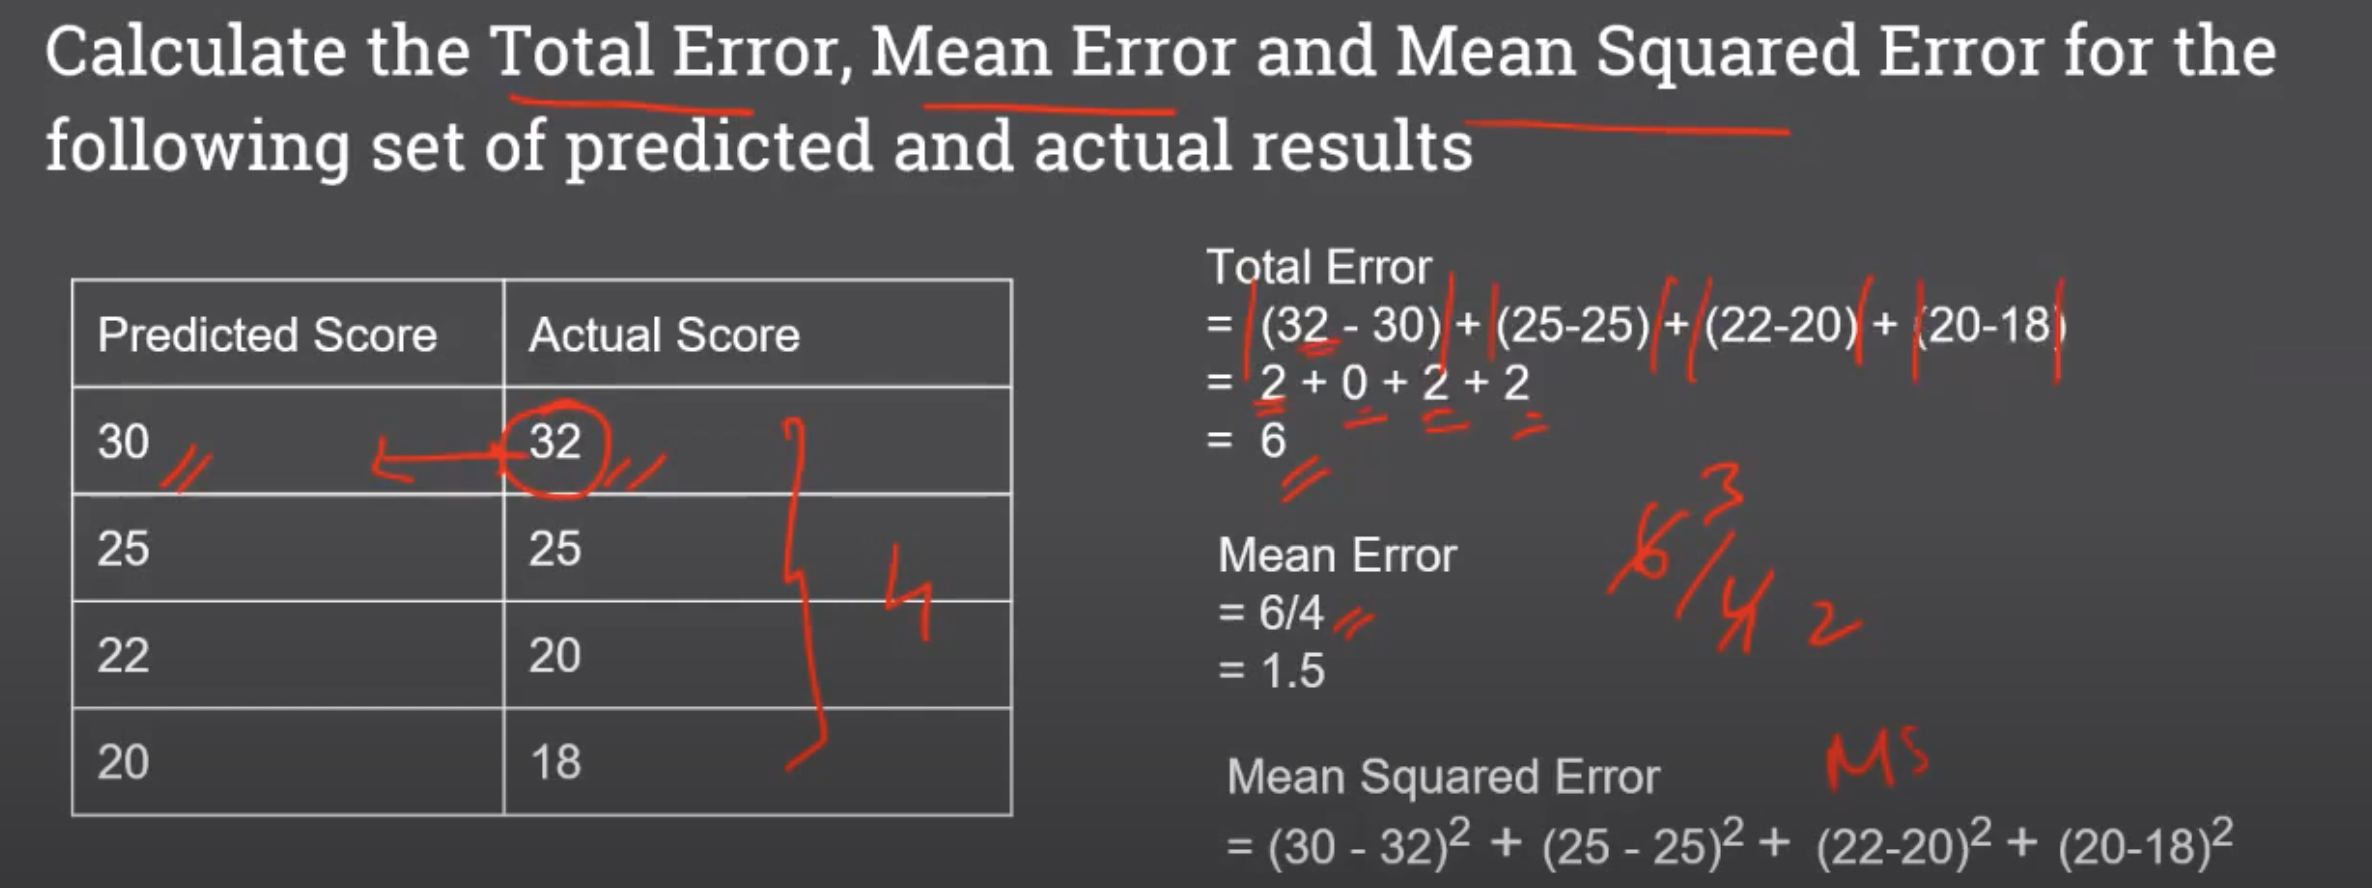 Calculate the Total Error, Mean Error and Mean Squared Error for the
following set of predicted and actual results
Predicted Score Actual Score
30 32
25 25
22 20
20 18
4
Total Error
= (32 - 30) + (25-25) + (22-20) + (20-18)
= 2 + 0 + 2 + 2
= 6
Mean Error
= 6/4
= 1.5
3
6/4 2
Mean Squared Error
MS
= (30 - 32)² + (25 - 25)² + (22-20)² + (20-18)²